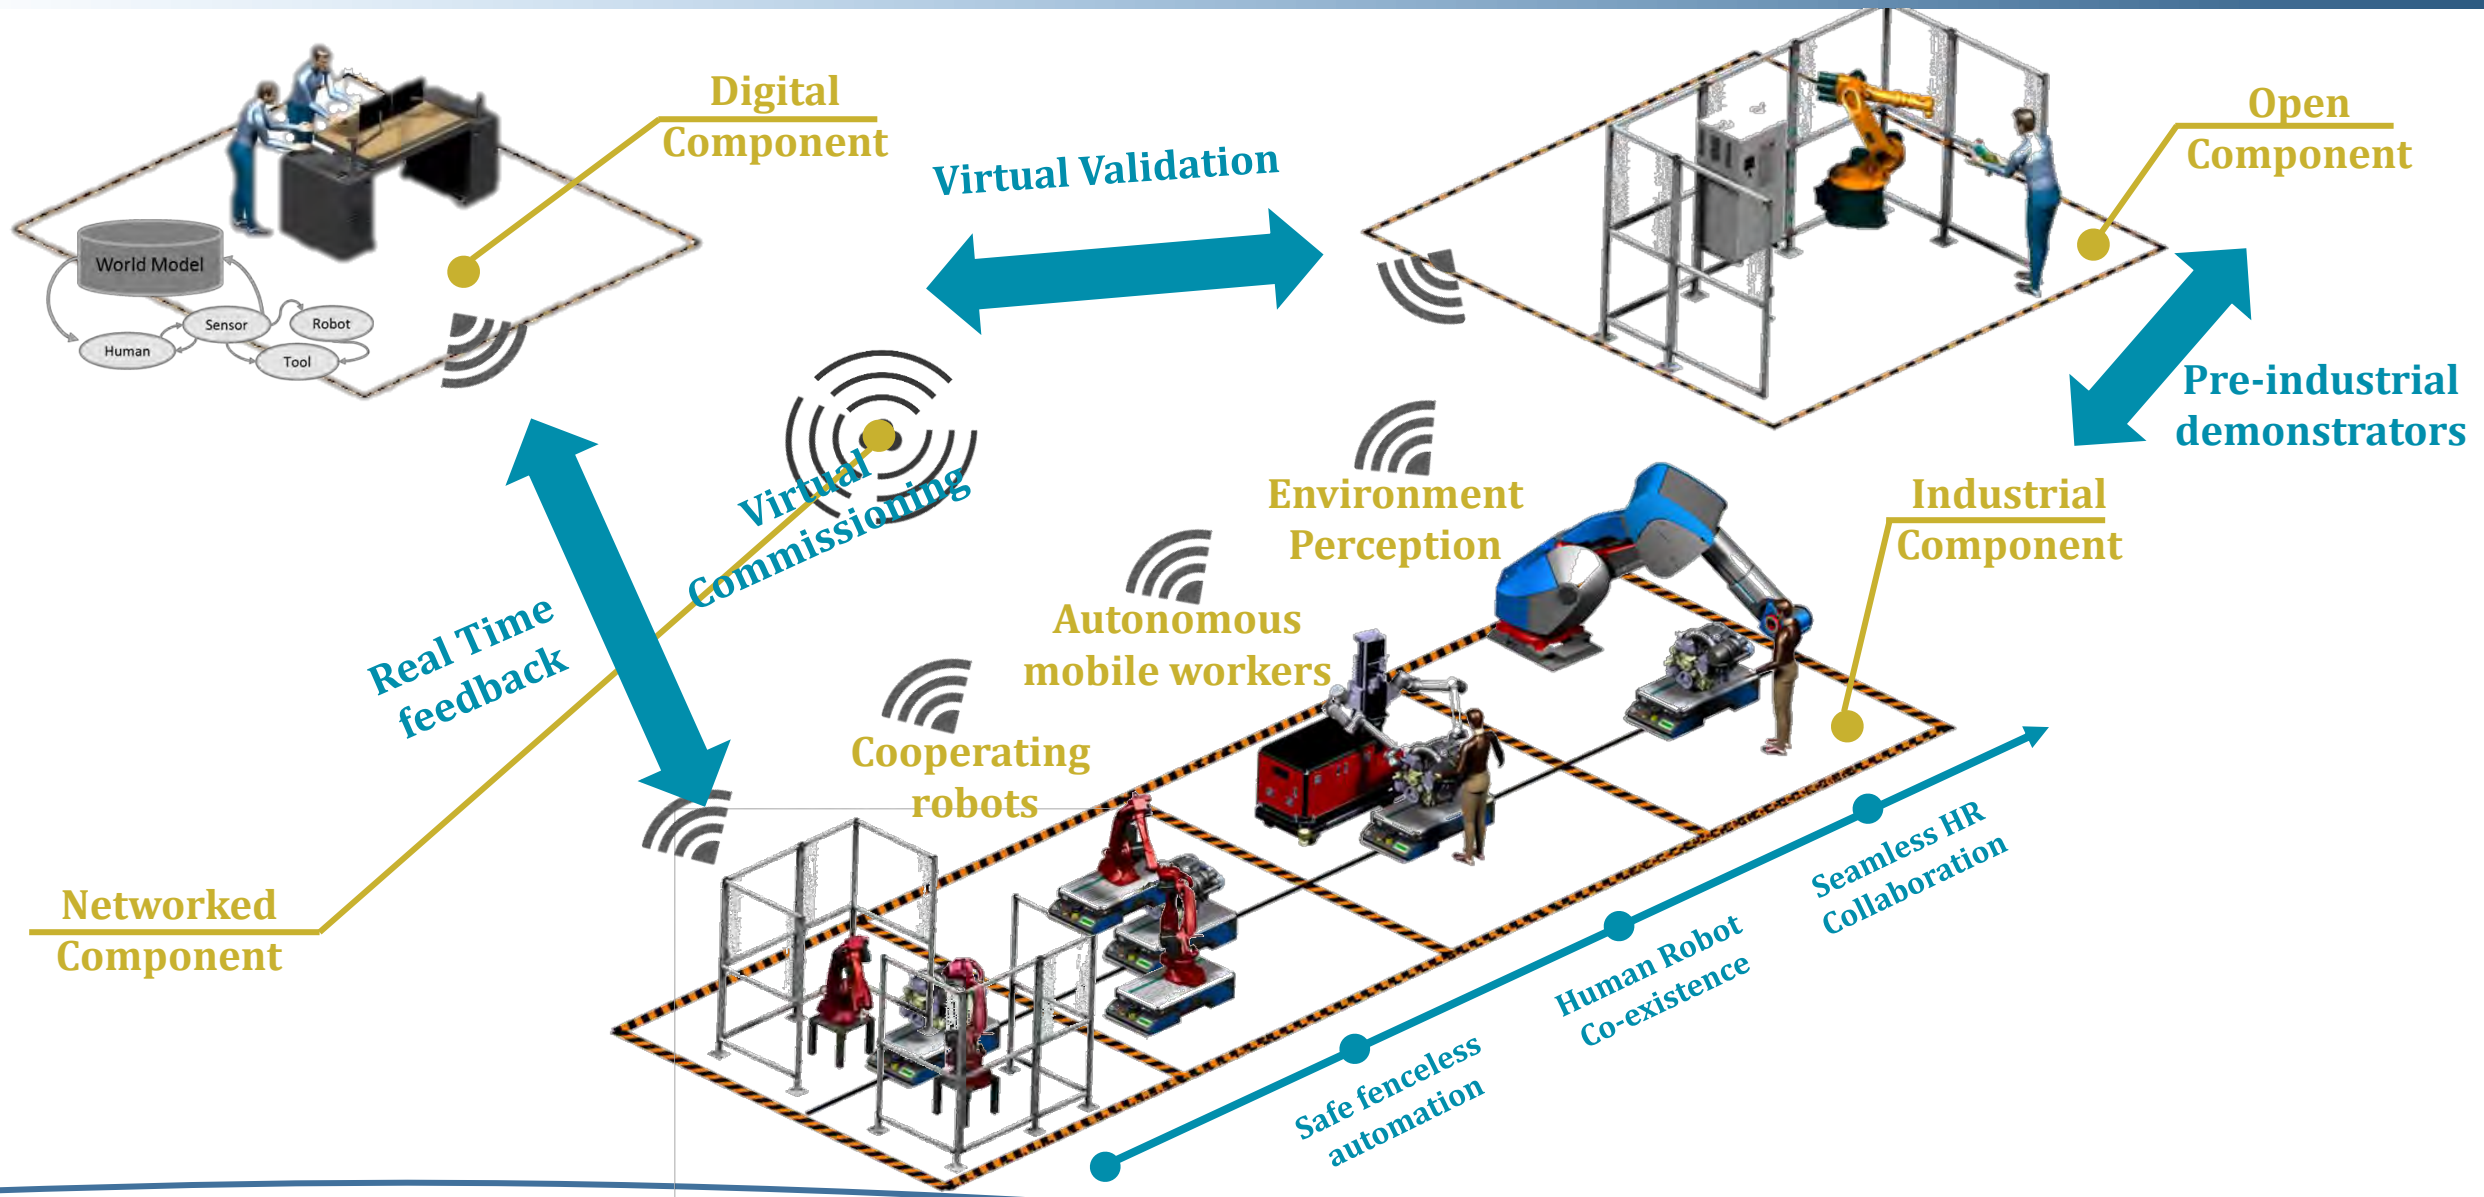 Digital
Component
Virtual Validation
Open
Component
World Model
Sensor
Robot
Human
Tool
Pre-industrial
demonstrators
Virtual
Commissioning
Environment
Perception
Industrial
Component
Real Time
feedback
Autonomous
mobile workers
Cooperating
robots
Networked
Component
Seamless HR
Collaboration
Human Robot
Co-existence
Safe fenceless
automation